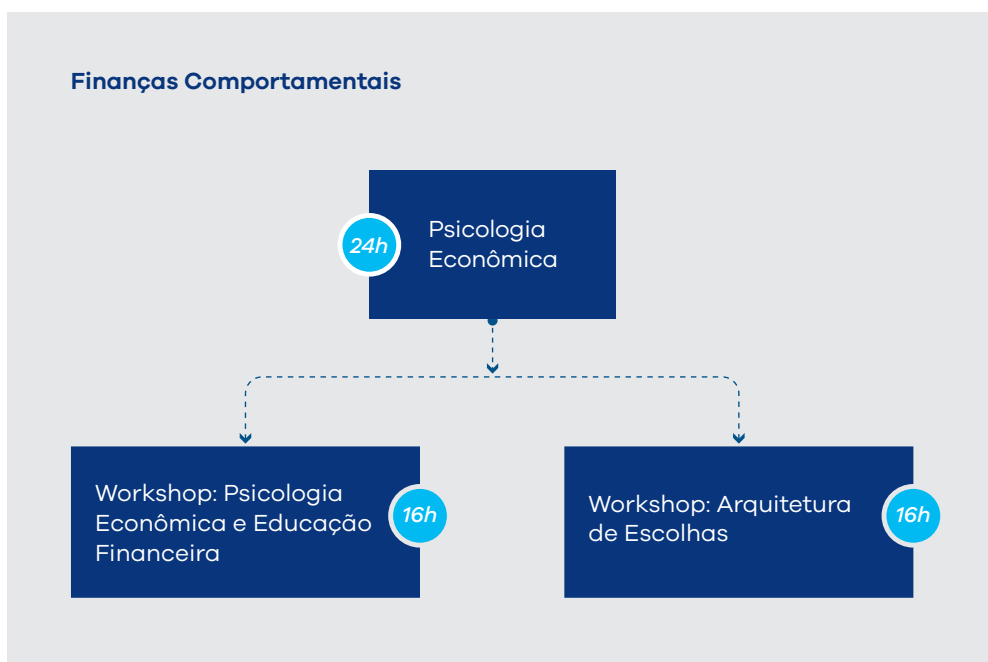 Finanças Comportamentais
24h
Psicologia
Econômica
Workshop: Psicologia
Econômica e Educação
Financeira
16h
Workshop: Arquitetura
de Escolhas
16h